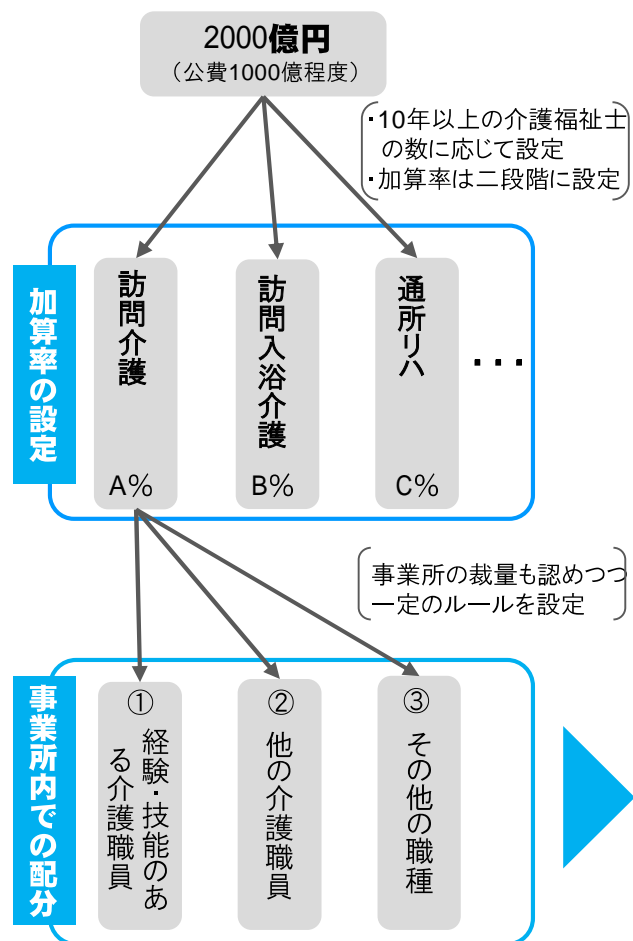 2000億円
（公費1000億程度）
・10年以上の介護福祉士
の数に応じて設定
・加算率は二段階に設定
加算率の設定
訪問介護
A％
訪問入浴介護
B％
通所リハ
C％
・・・
事業所の裁量も認めつつ
一定のルールを設定
事業所内での配分
①
経験・技能のあ
る介護職員
②
他の介護職員
③
その他の職種